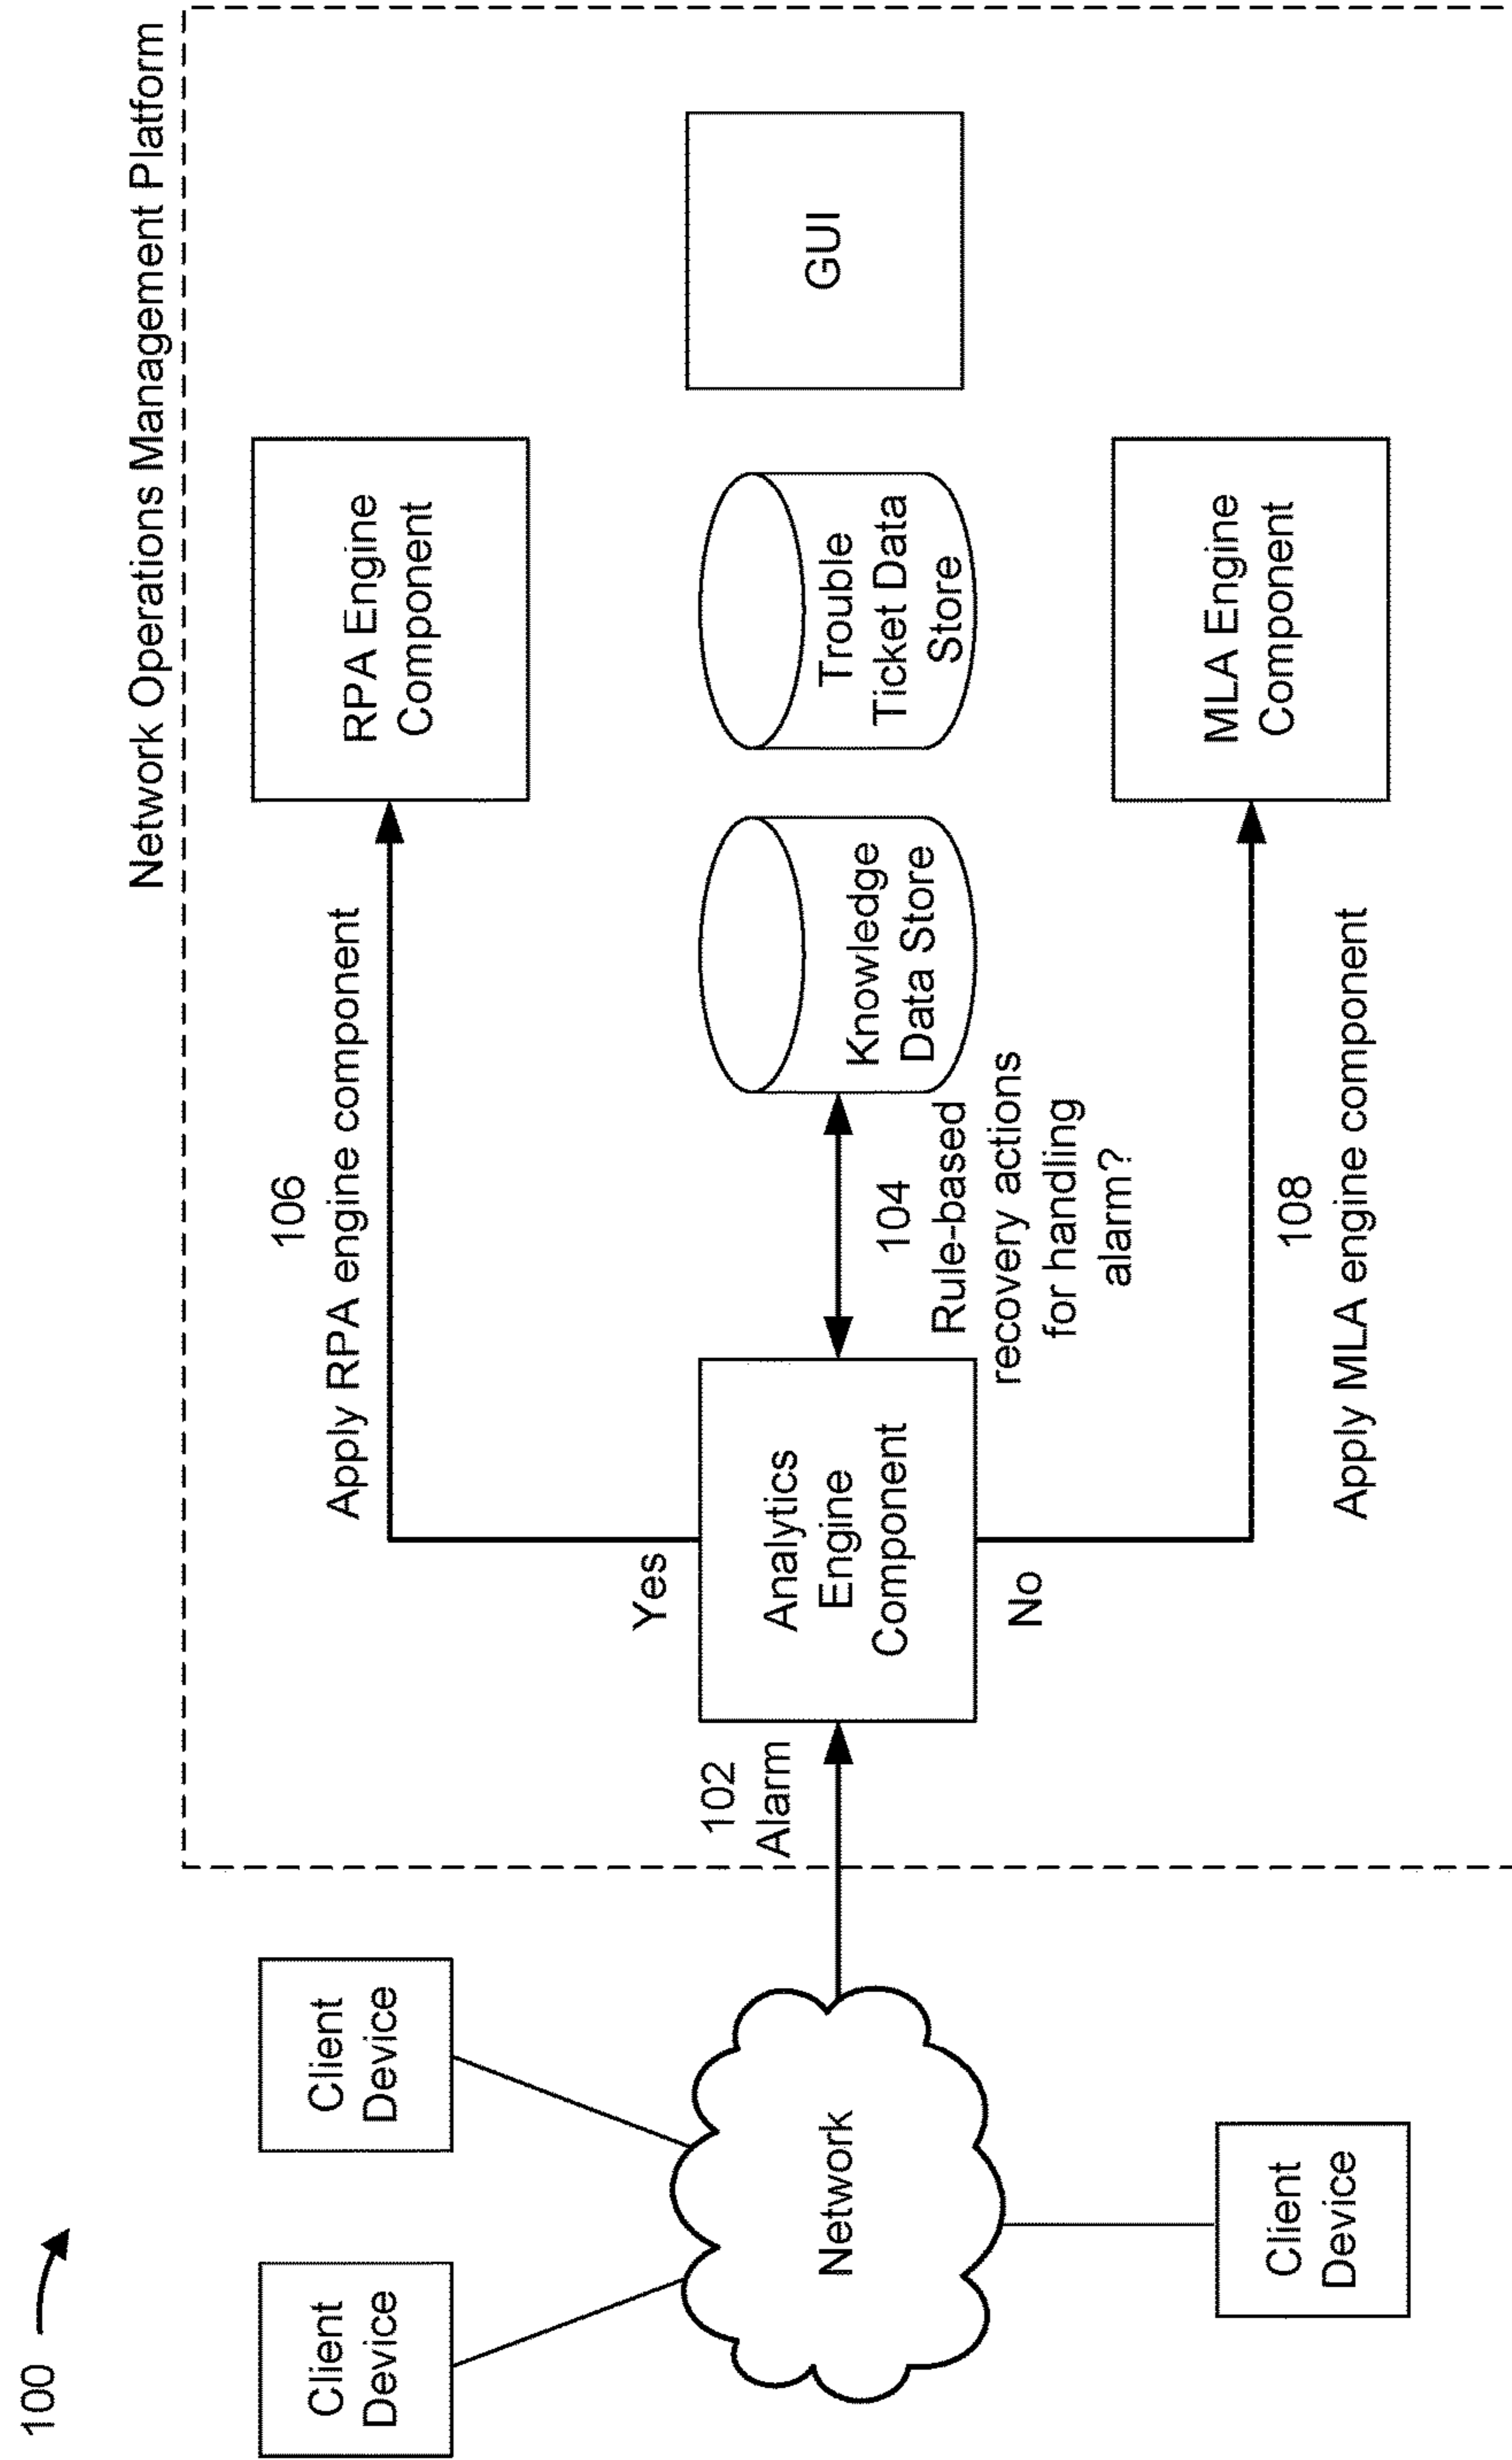 100
Network Operations Management Platform
Client
Device
Client
Device
Network
Client
Device
102
Alarm
Analytics
Engine
Component
Yes
No
106
Apply RPA engine component
104
Rule-based
recovery actions
for handling
alarm?
108
Apply MLA engine component
Knowledge
Data Store
Trouble
Ticket Data
Store
RPA Engine
Component
MLA Engine
Component
GUI